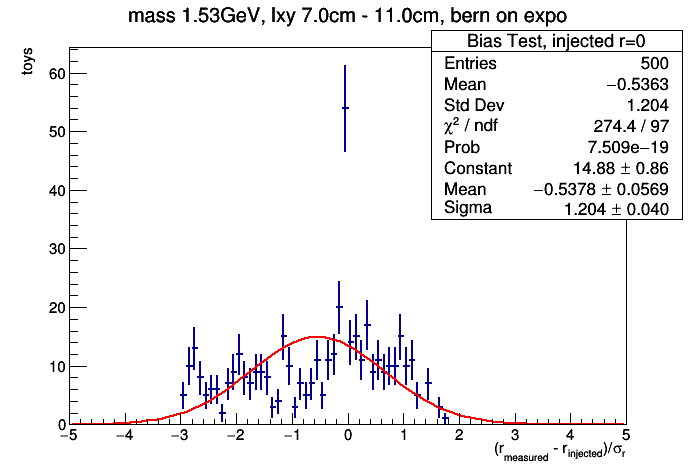 mass 1.53GeV, lxy 7.0cm - 11.0cm, bern on expo
Bias Test, injected r=0
Entries 500
Mean −0.5363
Std Dev 1.204
χ² / ndf 274.4 / 97
Prob 7.509e−19
Constant 14.88 ± 0.86
Mean −0.5378 ± 0.0569
Sigma 1.204 ± 0.040
toys
60
50
40
30
20
10
0
−5 −4 −3 −2 −1 0 1 2 3 4 5
(r_measured - r_injected)/σ_r